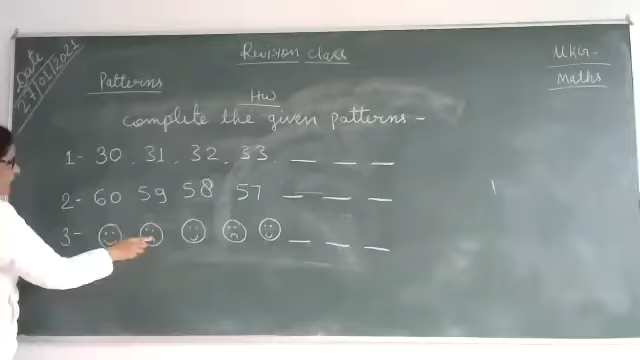 Date
27/01/2021
Revision class
UKG-
Maths
Patterns
HW
complete the given patterns -
1- 30, 31, 32, 33, __ __ __
2- 60 59 58 57 __ __ __
3- __ __ __